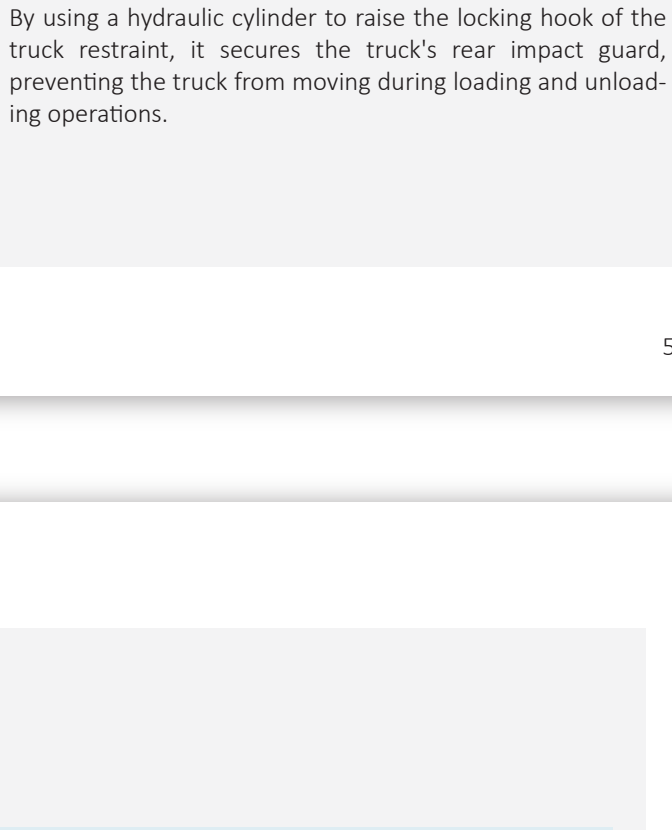 By using a hydraulic cylinder to raise the locking hook of the
truck restraint, it secures the truck's rear impact guard,
preventing the truck from moving during loading and unload-
ing operations.
5